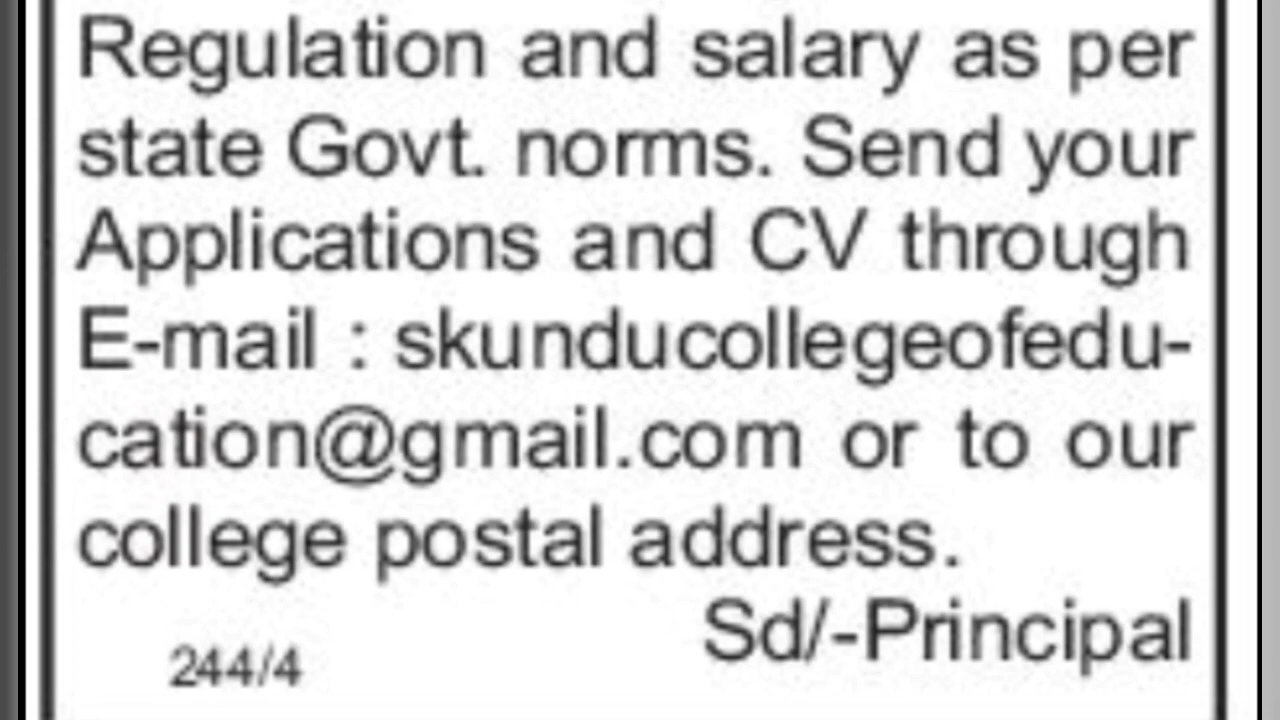 Regulation and salary as per
state Govt. norms. Send your
Applications and CV through
E-mail : skunducollegeofedu-
cation@gmail.com or to our
college postal address.
Sd/-Principal
244/4